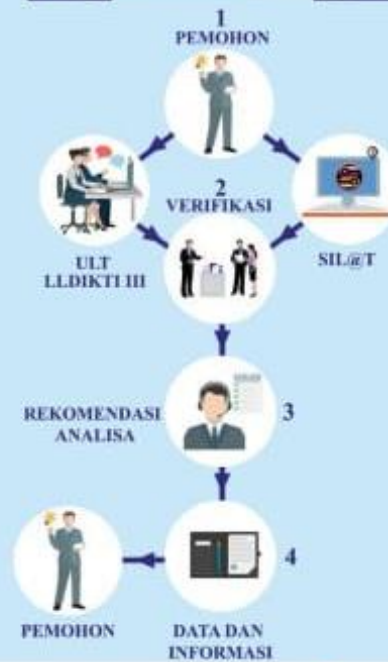 1
PEMOHON
2
VERIFIKASI
ULT
LLDIKTI III
SIL@T
REKOMENDASI
ANALISA
3
4
PEMOHON
DATA DAN
INFORMASI